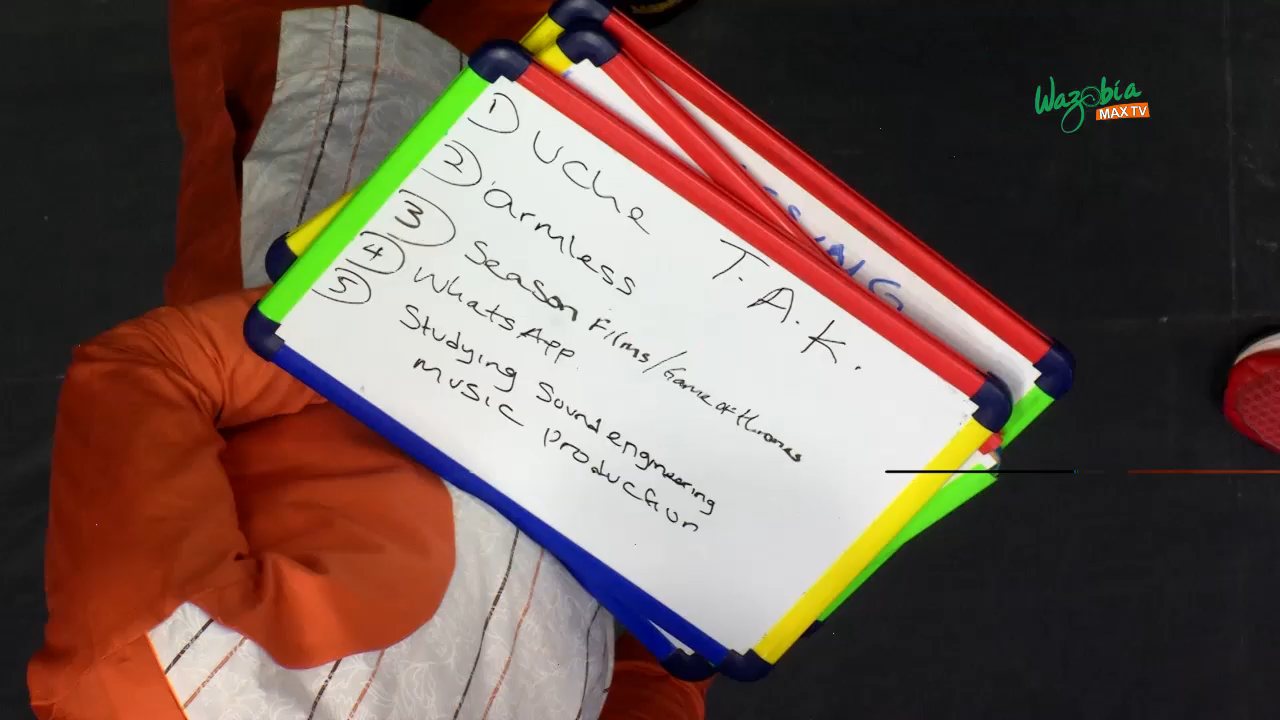 Wazobia
MAX TV
1) Uche T.A.K.
2) armless
3) Season Films/Game of thrones
4) WhatsApp
5) Studying Sound engineering
music production